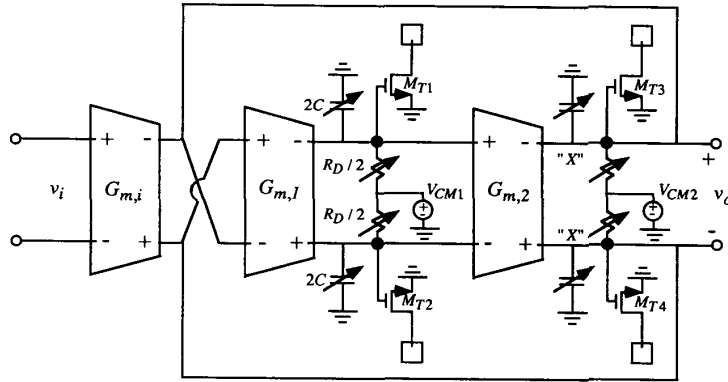 2C
M_{T1}
M_{T3}
+ -
+ -
+
"X"
+
R_D / 2
v_i
G_{m,i}
G_{m,1}
V_{CM1}
G_{m,2}
V_{CM2}
R_D / 2
- +
- +
- +
"X"
-
2C
M_{T2}
M_{T4}